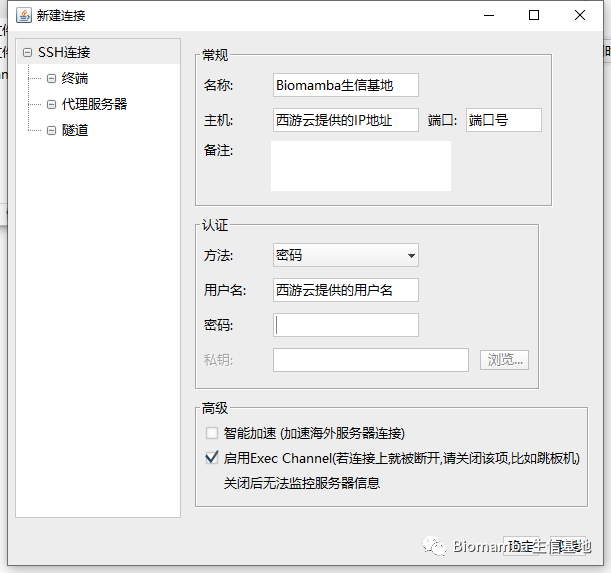 新建连接
SSH连接
终端
代理服务器
隧道
常规
名称: Biomamba生信基地
主机: 西游云提供的IP地址 端口: 端口号
备注:
认证
方法: 密码
用户名: 西游云提供的用户名
密码:
私钥: 浏览...
高级
智能加速 (加速海外服务器连接)
启用Exec Channel(若连接上就被断开,请关闭该项,比如跳板机)
关闭后无法监控服务器信息
确定
Biomamba生信基地